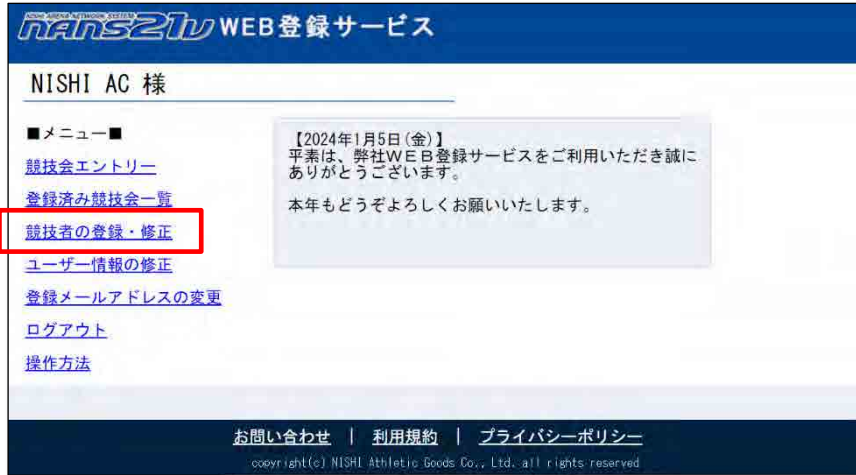 NISHI ARENA NETWORK SYSTEM
nans21V WEB登録サービス
NISHI AC 様
■メニュー■
競技会エントリー
登録済み競技会一覧
競技者の登録・修正
ユーザー情報の修正
登録メールアドレスの変更
ログアウト
操作方法
【2024年1月5日(金)】
平素は、弊社ＷＥＢ登録サービスをご利用いただき誠に
ありがとうございます。
本年もどうぞよろしくお願いいたします。
お問い合わせ | 利用規約 | プライバシーポリシー
copyright(c) NISHI Athletic Goods Co., Ltd. all rights reserved